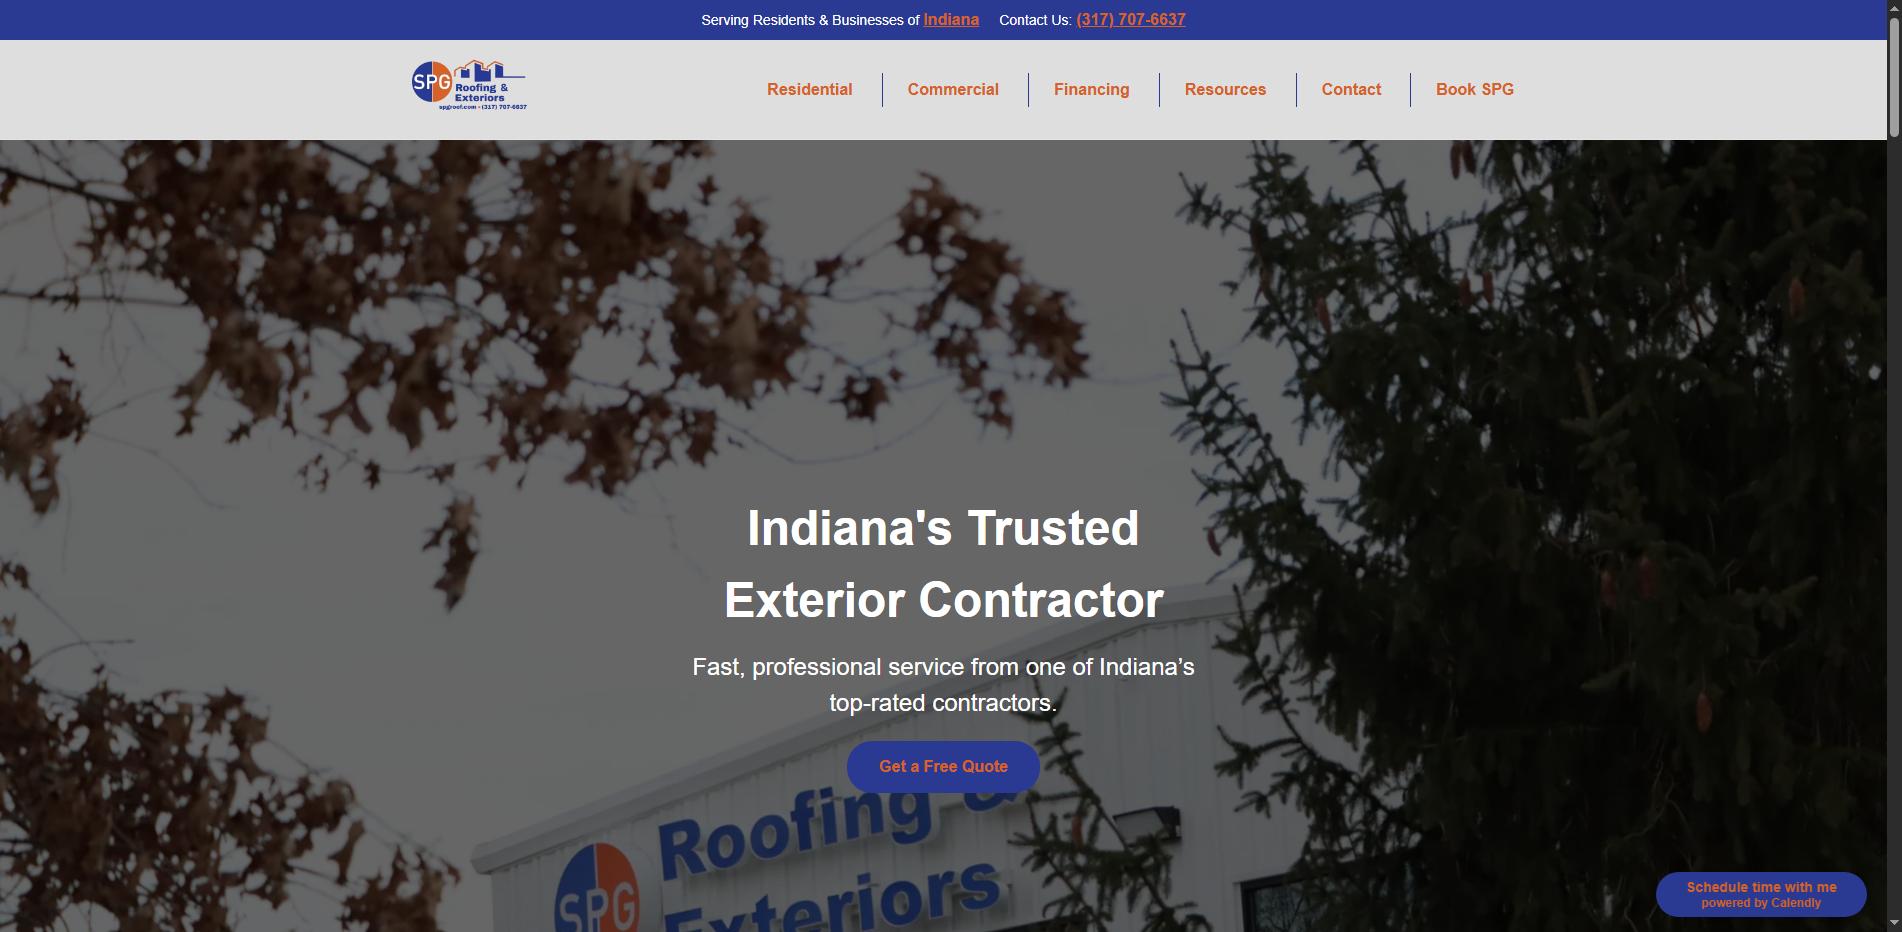 Serving Residents & Businesses of Indiana Contact Us: (317) 707-6637
SPG
Roofing &
Exteriors
spgroof.com • (317) 707-6637
Residential
Commercial
Financing
Resources
Contact
Book SPG
Indiana's Trusted
Exterior Contractor
Fast, professional service from one of Indiana’s
top-rated contractors.
Get a Free Quote
SPG
Roofing &
Exteriors
Schedule time with me
powered by Calendly